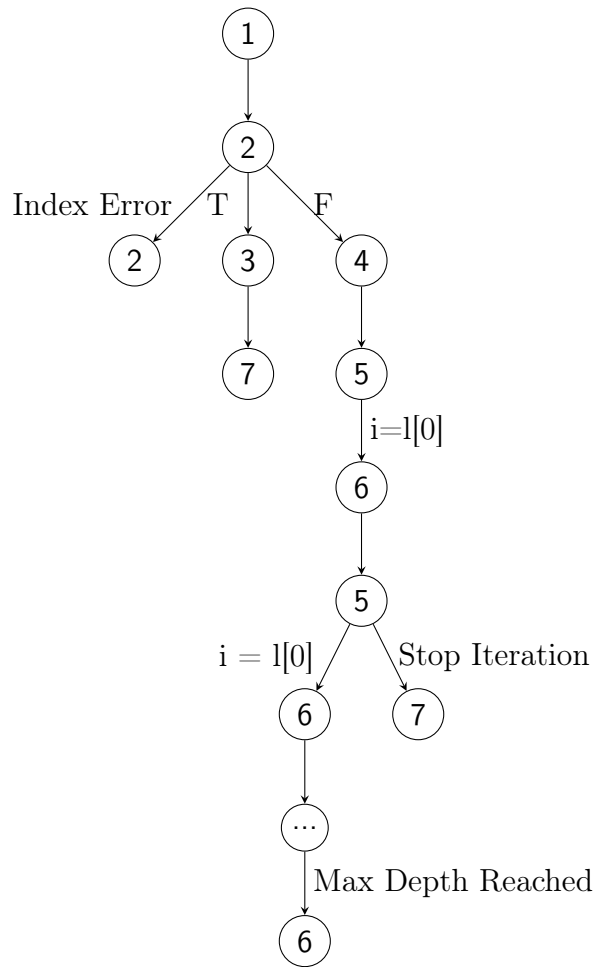 1
2
Index Error
T
F
2
3
4
7
5
i=l[0]
6
5
i = l[0]
Stop Iteration
6
7
...
Max Depth Reached
6